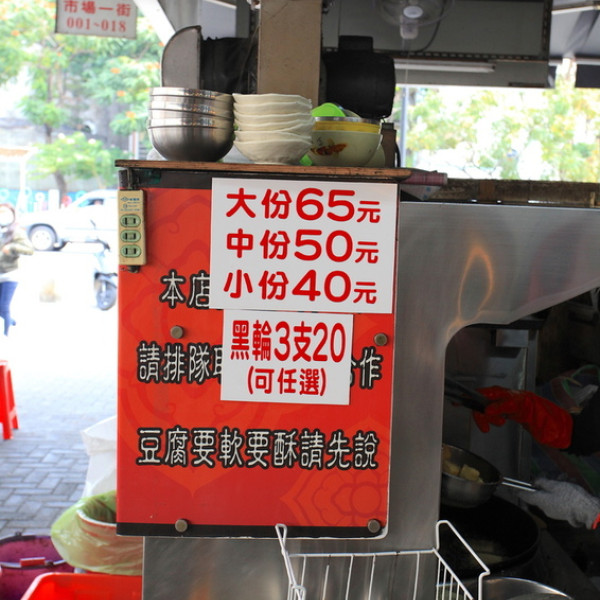 市場一街
001~018
大份65元
中份50元
小份40元
本店
黑輪3支20
(可任選)
請排隊
作
豆腐要軟要酥請先說